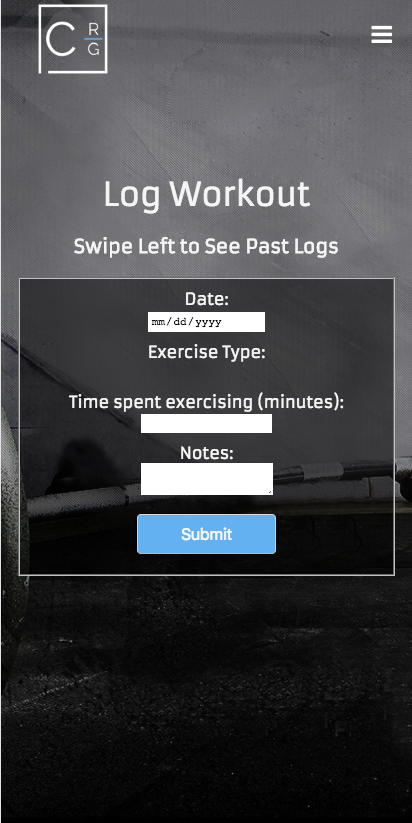 C R
G
Log Workout
Swipe Left to See Past Logs
Date:
mm/dd/yyyy
Exercise Type:
Time spent exercising (minutes):
Notes:
Submit